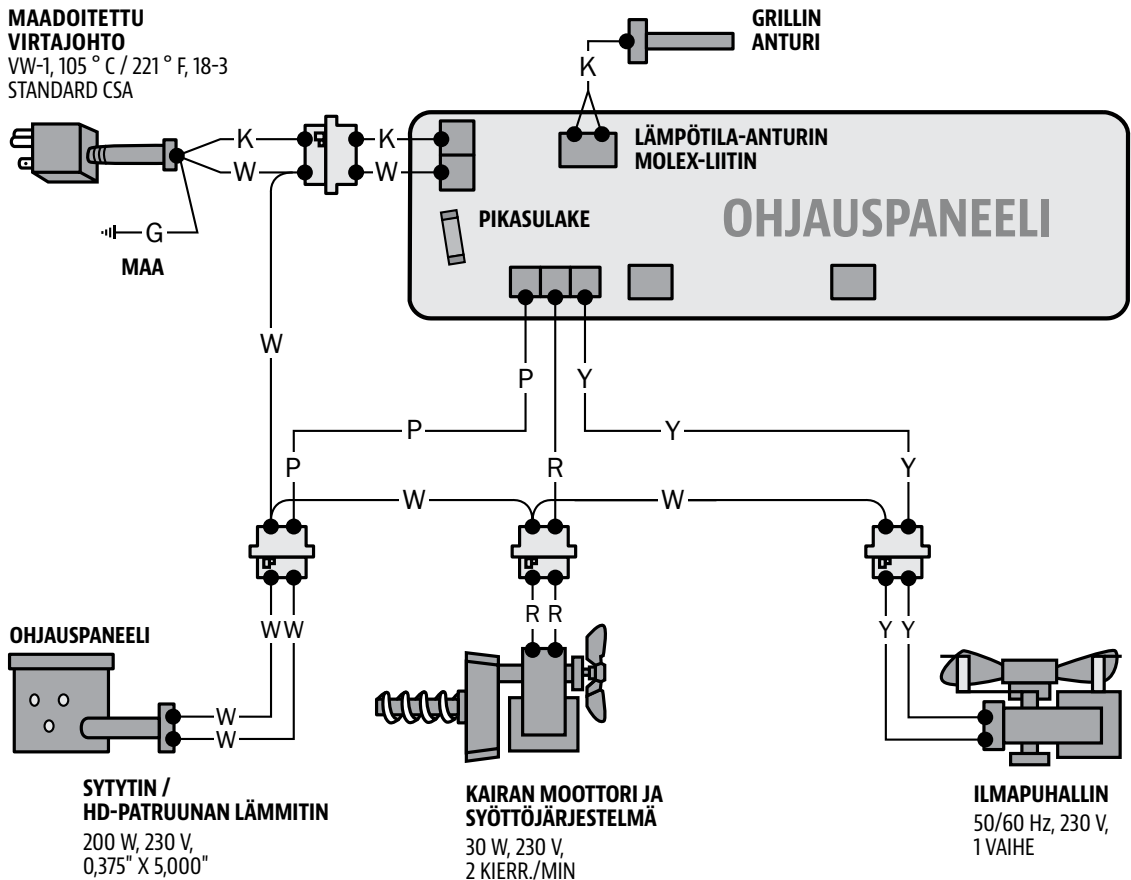 MAADOITETTU
VIRTAJOHTO
VW-1, 105 ° C / 221 ° F, 18-3
STANDARD CSA
GRILLIN
ANTURI
K
K
K
W
W
LÄMPÖTILA-ANTURIN
MOLEX-LIITIN
PIKASULAKE
OHJAUSPANEELI
G
MAA
W
P
Y
P
Y
P
R
Y
W
W
R R
W W
Y Y
OHJAUSPANEELI
W
W
SYTYTIN /
HD-PATRUUNAN LÄMMITIN
200 W, 230 V,
0,375" X 5,000"
KAIRAN MOOTTORI JA
SYÖTTÖJÄRJESTELMÄ
30 W, 230 V,
2 KIERR./MIN
ILMAPUHALLIN
50/60 Hz, 230 V,
1 VAIHE